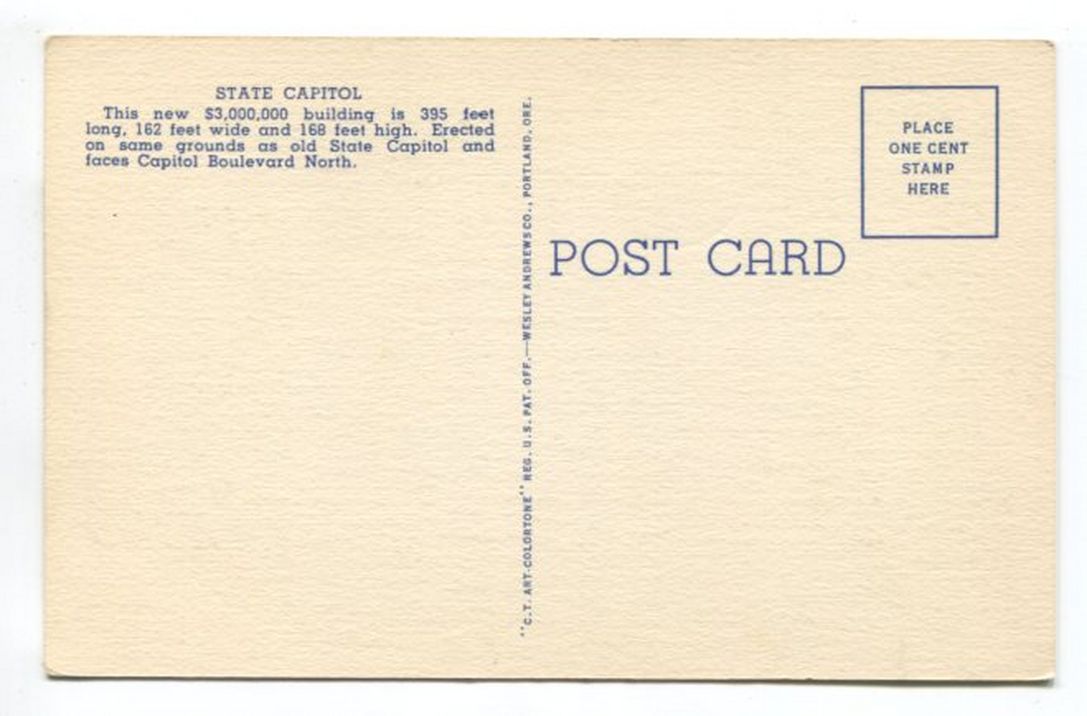 STATE CAPITOL
This new $3,000,000 building is 395 feet
long, 162 feet wide and 168 feet high. Erected
on same grounds as old State Capitol and
faces Capitol Boulevard North.
"C.T. ART-COLORTONE" REG. U.S. PAT. OFF.—WESLEY ANDREWS CO., PORTLAND, ORE.
POST CARD
PLACE
ONE CENT
STAMP
HERE